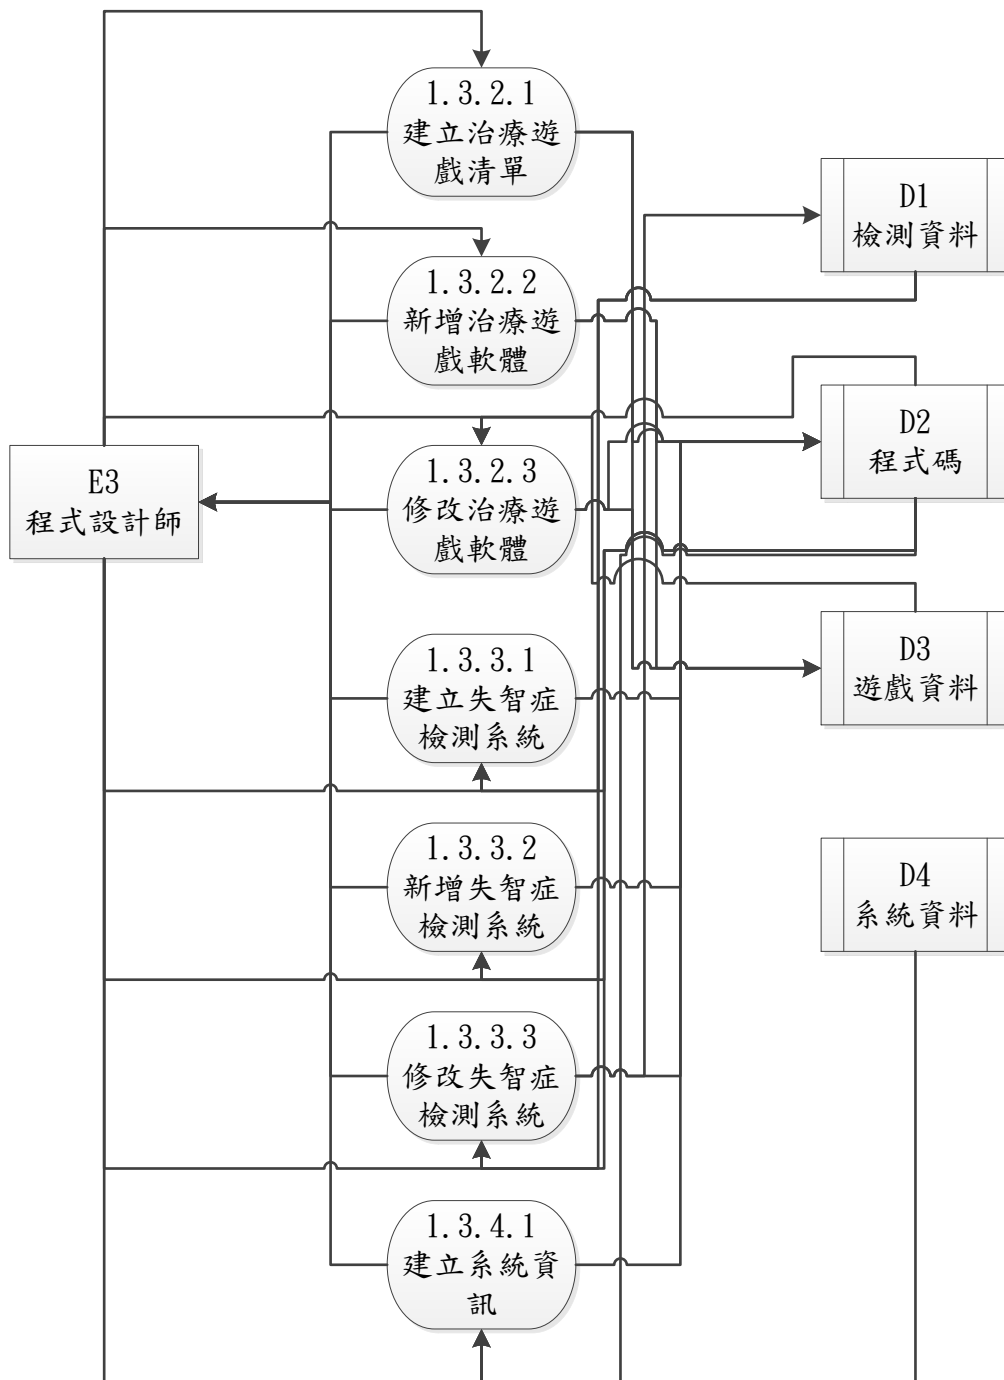 1.3.2.1
建立治療遊
戲清單
D1
檢測資料
1.3.2.2
新增治療遊
戲軟體
D2
程式碼
E3
程式設計師
1.3.2.3
修改治療遊
戲軟體
D3
遊戲資料
1.3.3.1
建立失智症
檢測系統
1.3.3.2
新增失智症
檢測系統
D4
系統資料
1.3.3.3
修改失智症
檢測系統
1.3.4.1
建立系統資
訊